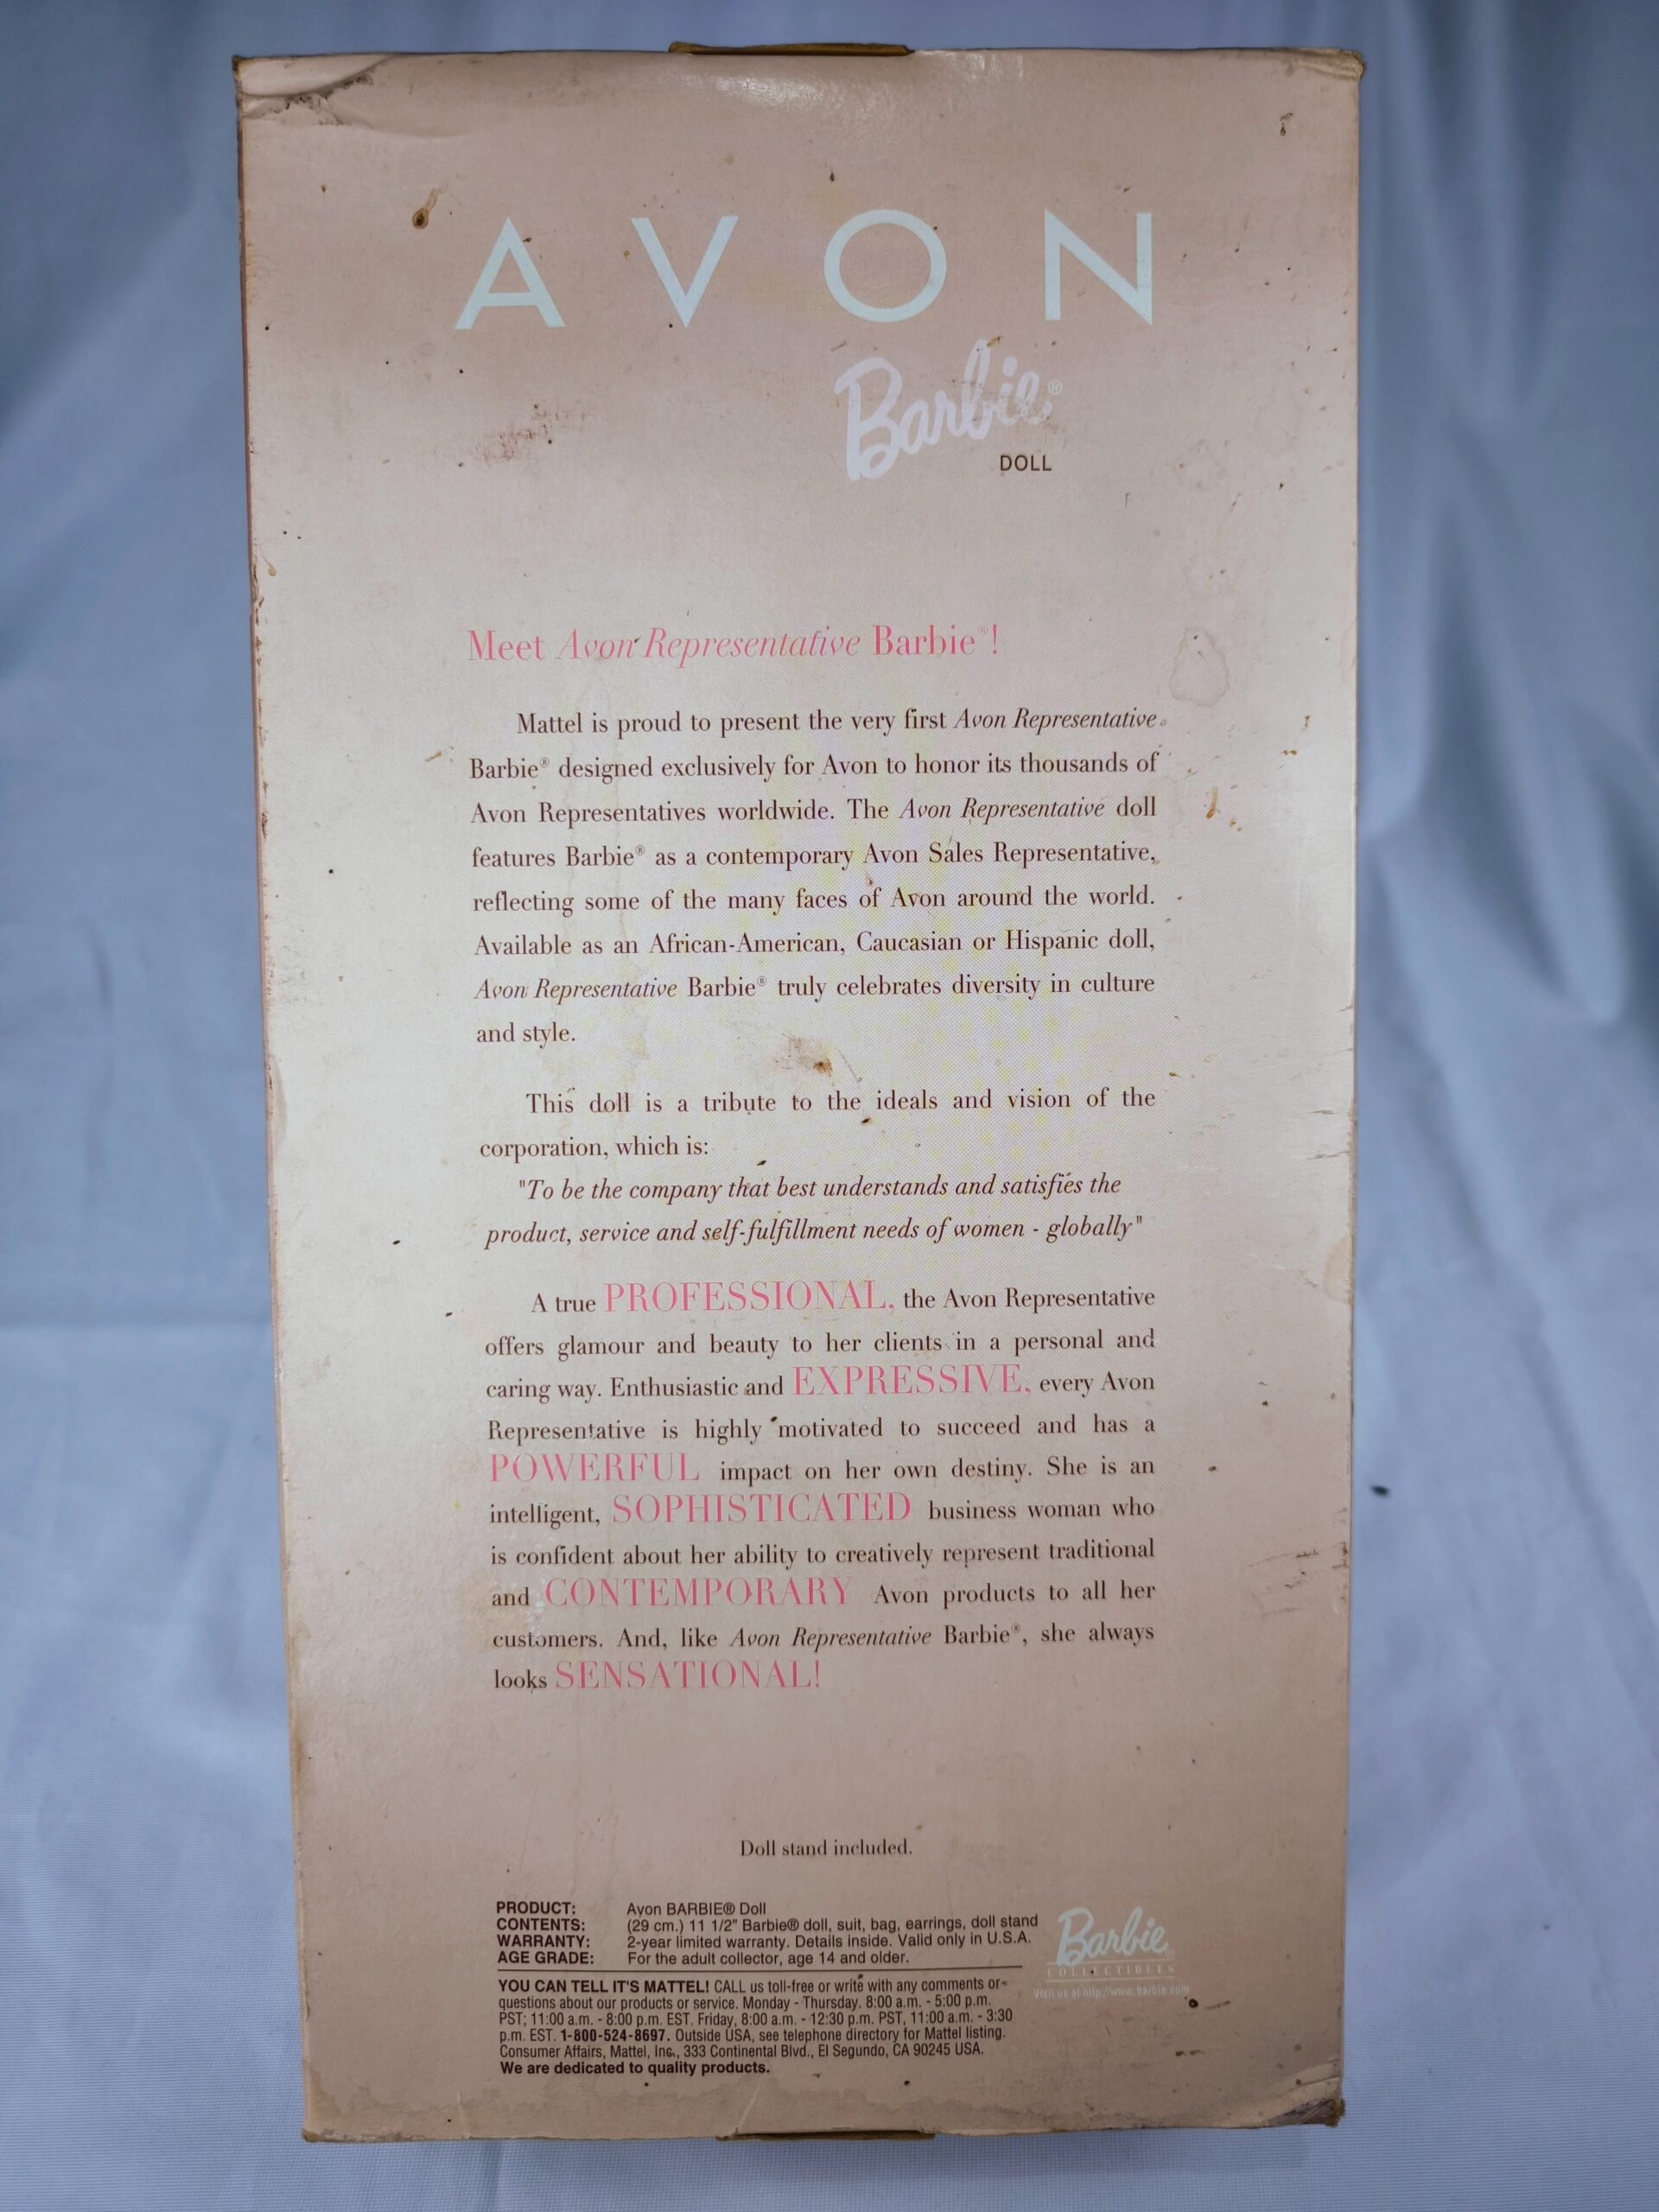 AVON
Barbie®
DOLL
Meet Avon Representative Barbie®!
Mattel is proud to present the very first Avon Representative
Barbie® designed exclusively for Avon to honor its thousands of
Avon Representatives worldwide. The Avon Representative doll
features Barbie® as a contemporary Avon Sales Representative,
reflecting some of the many faces of Avon around the world.
Available as an African-American, Caucasian or Hispanic doll,
Avon Representative Barbie® truly celebrates diversity in culture
and style.
This doll is a tribute to the ideals and vision of the
corporation, which is:
"To be the company that best understands and satisfies the
product, service and self-fulfillment needs of women - globally"
A true PROFESSIONAL, the Avon Representative
offers glamour and beauty to her clients in a personal and
caring way. Enthusiastic and EXPRESSIVE, every Avon
Representative is highly motivated to succeed and has a
POWERFUL impact on her own destiny. She is an
intelligent, SOPHISTICATED business woman who
is confident about her ability to creatively represent traditional
and CONTEMPORARY Avon products to all her
customers. And, like Avon Representative Barbie®, she always
looks SENSATIONAL!
Doll stand included.
PRODUCT: Avon BARBIE® Doll
CONTENTS: (29 cm.) 11 1/2" Barbie® doll, suit, bag, earrings, doll stand
WARRANTY: 2-year limited warranty. Details inside. Valid only in U.S.A.
AGE GRADE: For the adult collector, age 14 and older.
YOU CAN TELL IT'S MATTEL! CALL us toll-free or write with any comments or
questions about our products or service. Monday - Thursday. 8:00 a.m. - 5:00 p.m.
PST; 11:00 a.m. - 8:00 p.m. EST. Friday, 8:00 a.m. - 12:30 p.m. PST, 11:00 a.m. - 3:30
p.m. EST. 1-800-524-8697. Outside USA, see telephone directory for Mattel listing.
Consumer Affairs, Mattel, Inc., 333 Continental Blvd., El Segundo, CA 90245 USA.
We are dedicated to quality products.
Barbie
COLLECTIBLES
Visit us at http://www.barbie.com